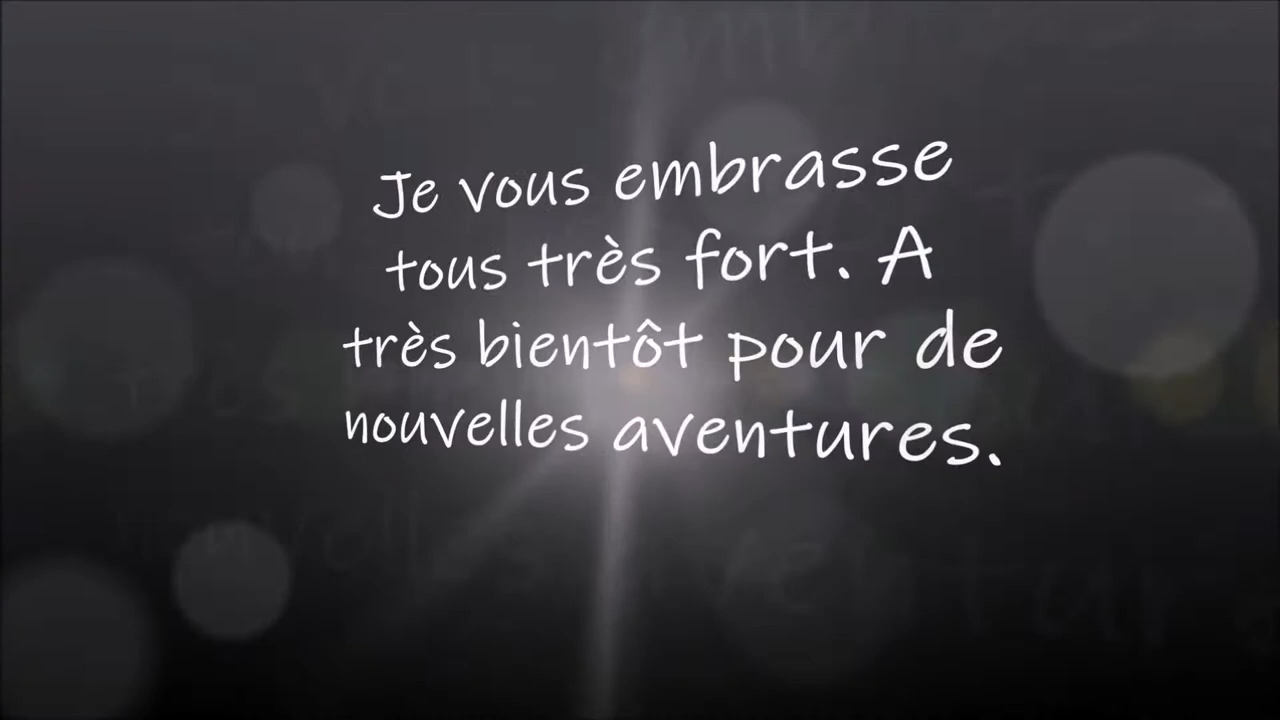 Je vous embrasse
tous très fort. A
très bientôt pour de
nouvelles aventures.